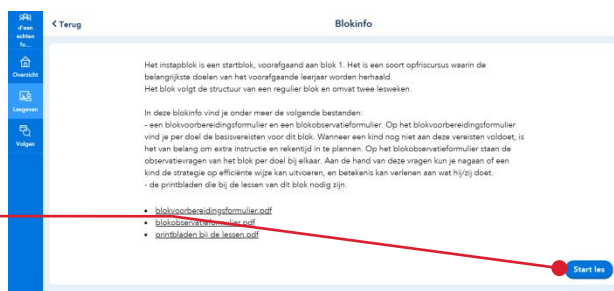 d'een
echten
fo...
Overzicht
Lesgeven
Volgen
Terug
Blokinfo
Het instapblok is een startblok, voorafgaand aan blok 1. Het is een soort opfriscursus waarin de
belangrijkste doelen van het voorafgaande leerjaar worden herhaald.
Het blok volgt de structuur van een regulier blok en omvat twee lesweken.
In deze blokinfo vind je onder meer de volgende bestanden:
- een blokvoorbereidingsformulier en een blokobservatieformulier. Op het blokvoorbereidingsformulier
vind je per doel de basisvereisten voor dit blok. Wanneer een kind nog niet aan deze vereisten voldoet, is
het van belang om extra instructie en rekentijd in te plannen. Op het blokobservatieformulier staan de
observatievragen van het blok per doel bij elkaar. Aan de hand van deze vragen kun je nagaan of een
kind de strategie op efficiënte wijze kan uitvoeren, en betekenis kan verlenen aan wat hij/zij doet.
- de printbladen die bij de lessen van dit blok nodig zijn.
• blokvoorbereidingsformulier.pdf
• blokobservatieformulier.pdf
• printbladen bij de lessen.pdf
Start les